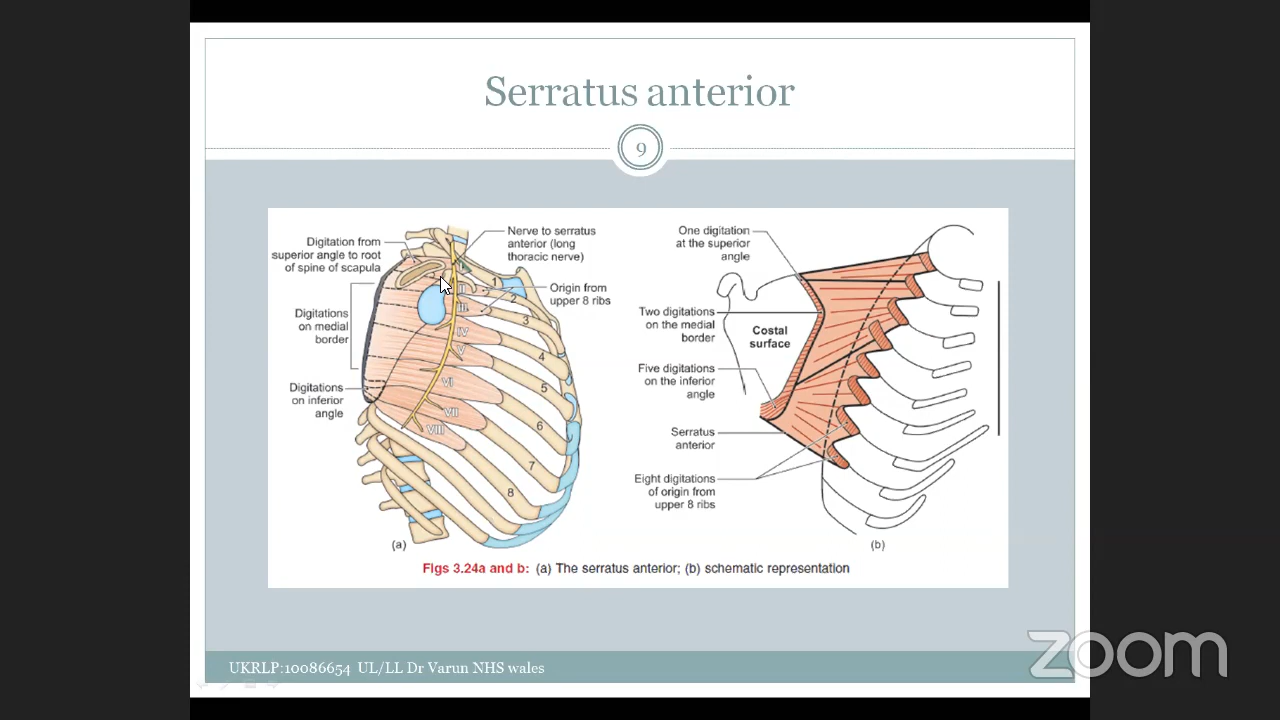 Serratus anterior
9
Digitation from
superior angle to root
of spine of scapula
Digitations
on medial
border
Digitations
on inferior
angle
Nerve to serratus
anterior (long
thoracic nerve)
Origin from
upper 8 ribs
1
2
3
4
5
6
7
8
II
III
IV
V
VI
VII
VIII
(a)
One digitation
at the superior
angle
Two digitations
on the medial
border
Costal
surface
Five digitations
on the inferior
angle
Serratus
anterior
Eight digitations
of origin from
upper 8 ribs
(b)
Figs 3.24a and b: (a) The serratus anterior; (b) schematic representation
UKRLP:10086654 UL/LL Dr Varun NHS wales
zoom